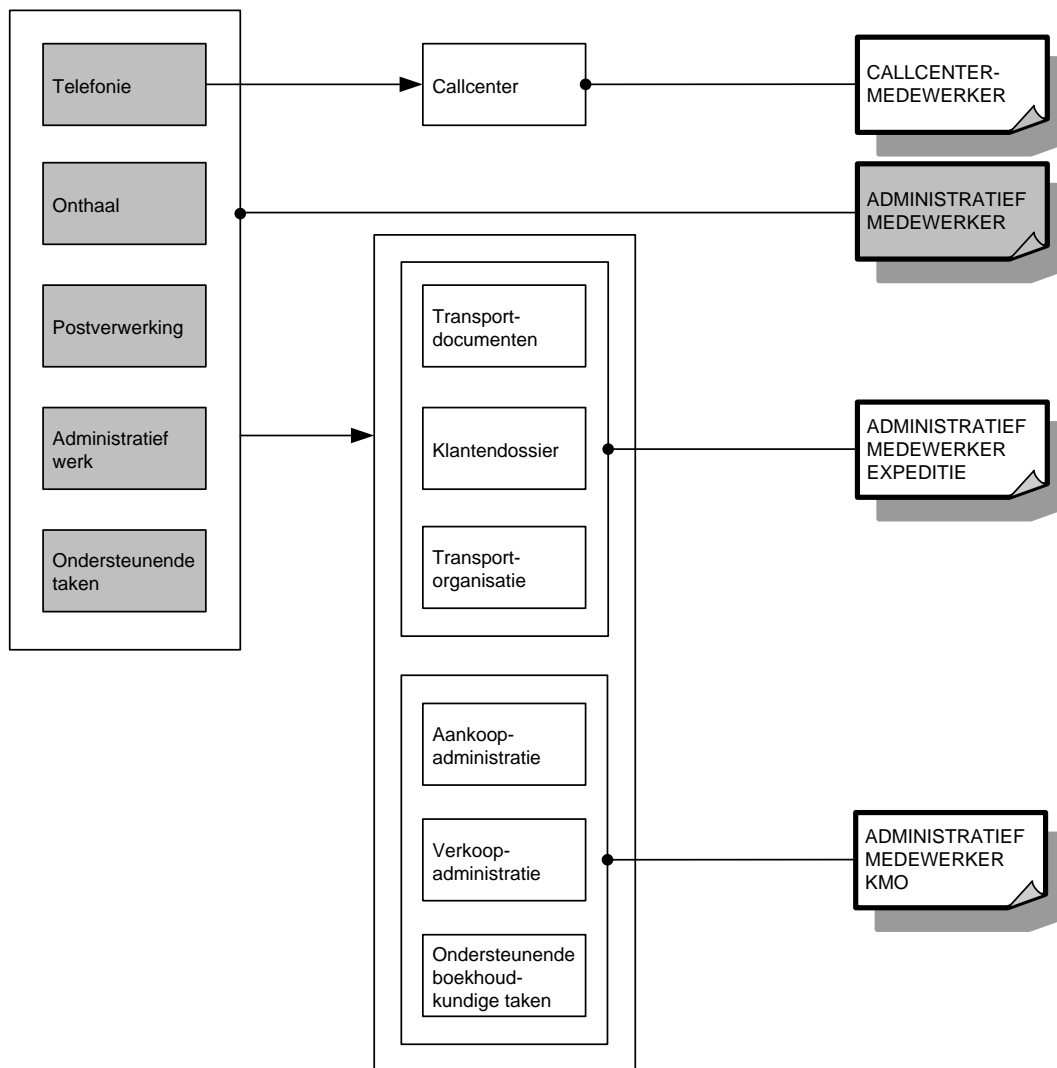 Telefonie
Callcenter
CALLCENTER-
MEDEWERKER
Onthaal
ADMINISTRATIEF
MEDEWERKER
Postverwerking
Transport-
documenten
Administratief
werk
Klantendossier
ADMINISTRATIEF
MEDEWERKER
EXPEDITIE
Ondersteunende
taken
Transport-
organisatie
Aankoop-
administratie
Verkoop-
administratie
ADMINISTRATIEF
MEDEWERKER
KMO
Ondersteunende
boekhoud-
kundige taken